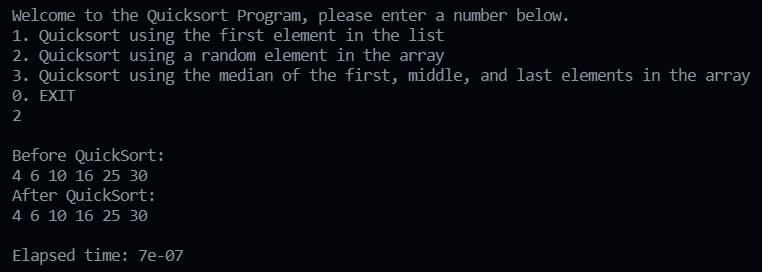 Welcome to the Quicksort Program, please enter a number below.
1. Quicksort using the first element in the list
2. Quicksort using a random element in the array
3. Quicksort using the median of the first, middle, and last elements in the array
0. EXIT
2
Before QuickSort:
4 6 10 16 25 30
After QuickSort:
4 6 10 16 25 30
Elapsed time: 7e-07